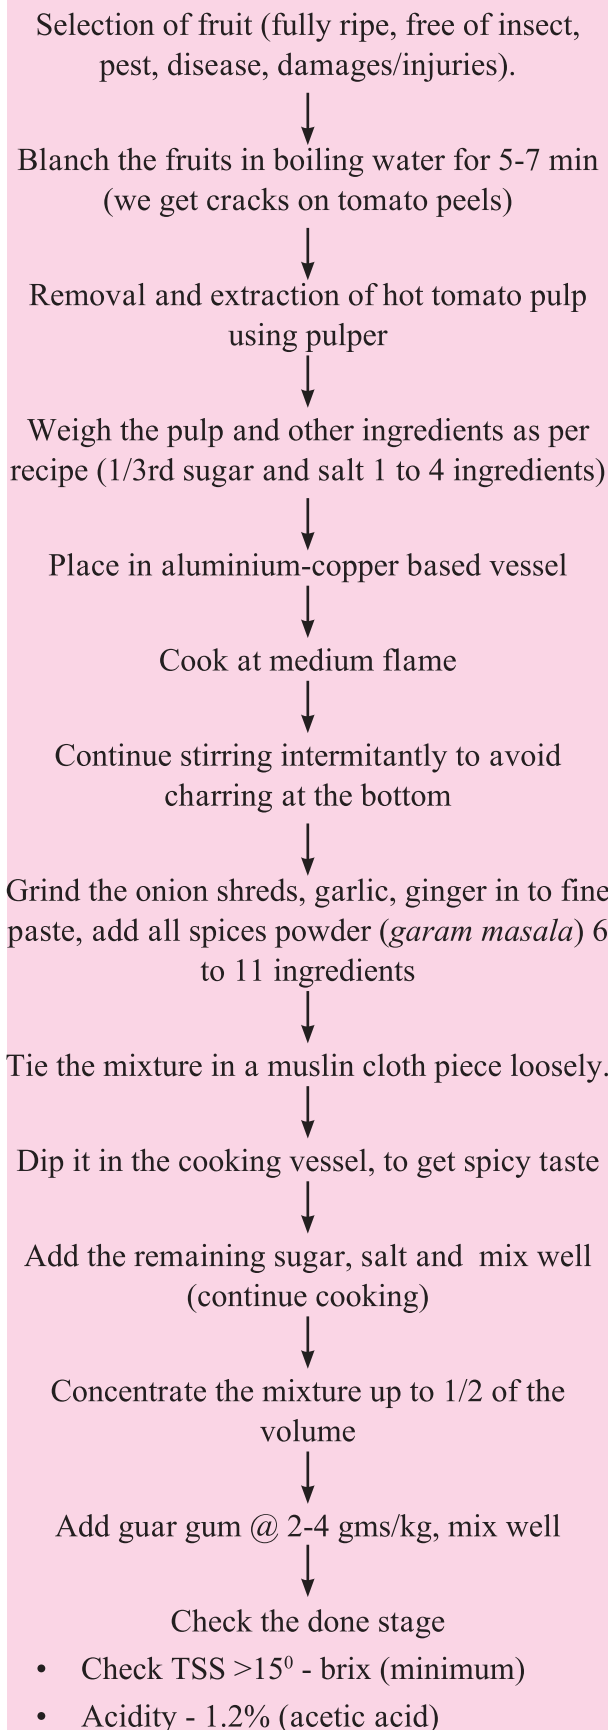 Selection of fruit (fully ripe, free of insect,
pest, disease, damages/injuries).
Blanch the fruits in boiling water for 5-7 min
(we get cracks on tomato peels)
Removal and extraction of hot tomato pulp
using pulper
Weigh the pulp and other ingredients as per
recipe (1/3rd sugar and salt 1 to 4 ingredients)
Place in aluminium-copper based vessel
Cook at medium flame
Continue stirring intermitantly to avoid
charring at the bottom
Grind the onion shreds, garlic, ginger in to fine
paste, add all spices powder (garam masala) 6
to 11 ingredients
Tie the mixture in a muslin cloth piece loosely.
Dip it in the cooking vessel, to get spicy taste
Add the remaining sugar, salt and mix well
(continue cooking)
Concentrate the mixture up to 1/2 of the
volume
Add guar gum @ 2-4 gms/kg, mix well
Check the done stage
• Check TSS >15⁰ - brix (minimum)
• Acidity - 1.2% (acetic acid)